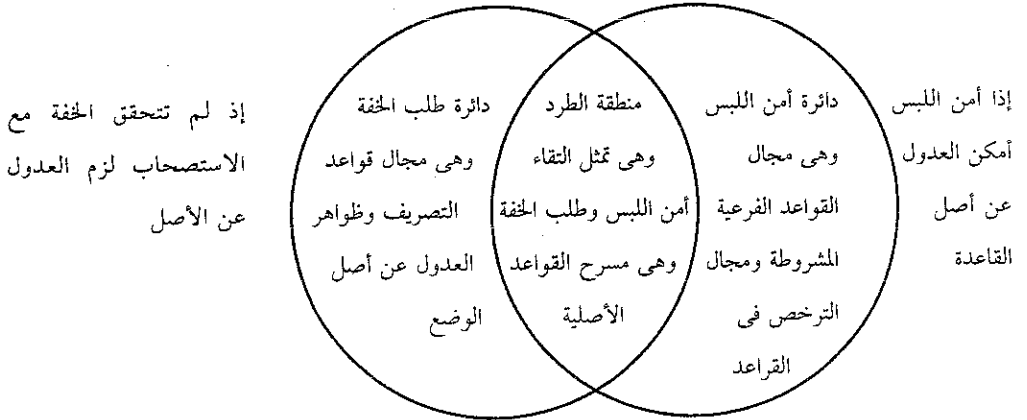 إذا أمن اللبس
أمكن العدول
عن أصل
القاعدة
دائرة أمن اللبس
وهى مجال
القواعد الفرعية
المشروطة ومجال
الترخص فى
القراعد
منطقة الطرد
وهى تمثل التقاء
أمن اللبس وطلب الخفة
وهى مسرح القواعد
الأصلية
دائرة طلب الخفة
وهى مجال قواعد
التصريف وظواهر
العدول عن أصل
الوضع
إذ لم تتحقق الخفة مع
الاستصحاب لزم العدول
عن الأصل